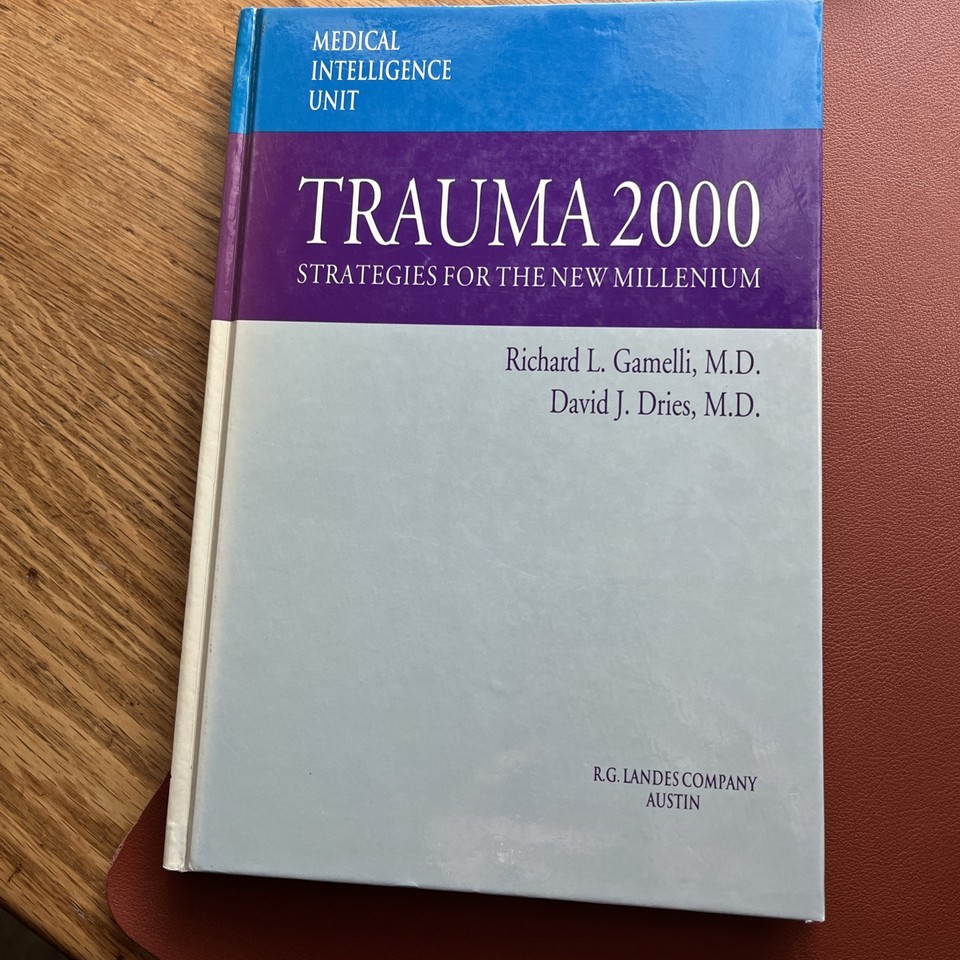 MEDICAL
INTELLIGENCE
UNIT
TRAUMA 2000
STRATEGIES FOR THE NEW MILLENIUM
Richard L. Gamelli, M.D.
David J. Dries, M.D.
R.G. LANDES COMPANY
AUSTIN